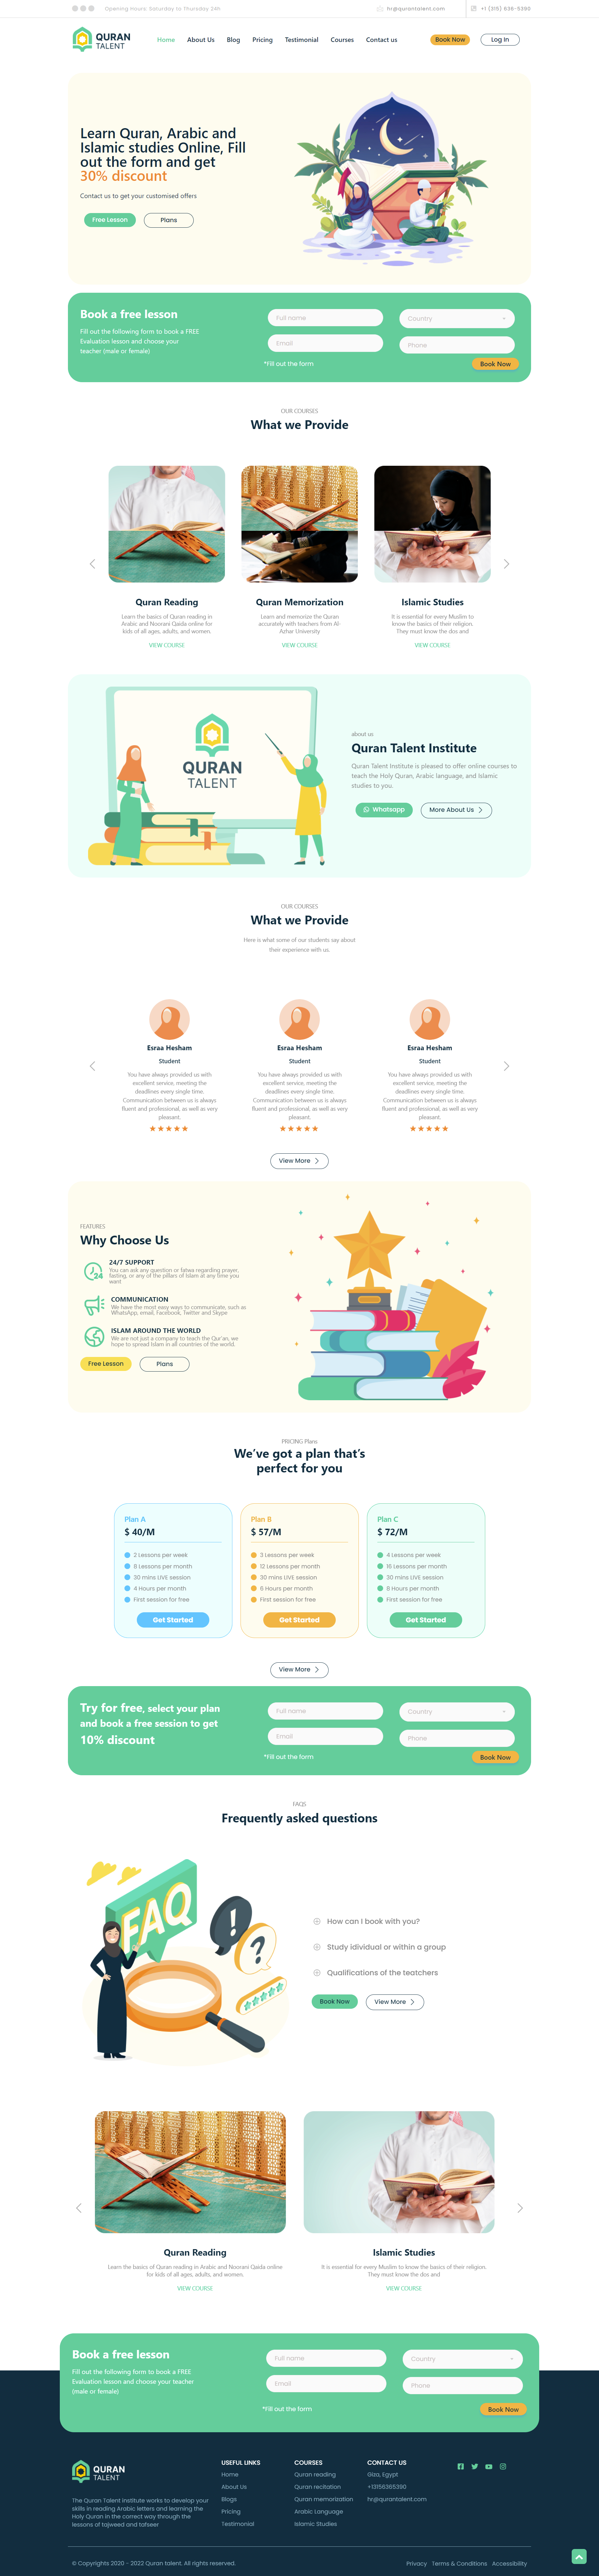 Opening Hours: Saturday to Thursday 24h
hr@qurantalent.com
+1 (315) 636-5390
QURAN
TALENT
Home
About Us
Blog
Pricing
Testimonial
Courses
Contact us
Book Now
Log In
Learn Quran, Arabic and
Islamic studies Online, Fill
out the form and get
30% discount
Contact us to get your customised offers
Free Lesson
Plans
Book a free lesson
Fill out the following form to book a FREE
Evaluation lesson and choose your
teacher (male or female)
Full name
Country
Email
Phone
*Fill out the form
Book Now
OUR COURSES
What we Provide
Quran Reading
Learn the basics of Quran reading in
Arabic and Noorani Qaida online for
kids of all ages, adults, and women.
VIEW COURSE
Quran Memorization
Learn and memorize the Quran
accurately with teachers from Al-
Azhar University
VIEW COURSE
Islamic Studies
It is essential for every Muslim to
know the basics of their religion.
They must know the dos and
VIEW COURSE
QURAN
TALENT
about us
Quran Talent Institute
Quran Talent Institute is pleased to offer online courses to
teach the Holy Quran, Arabic language, and Islamic
studies to you.
Whatsapp
More About Us
OUR COURSES
What we Provide
Here is what some of our students say about
their experience with us.
Esraa Hesham
Student
You have always provided us with
excellent service, meeting the
deadlines every single time.
Communication between us is always
fluent and professional, as well as very
pleasant.
Esraa Hesham
Student
You have always provided us with
excellent service, meeting the
deadlines every single time.
Communication between us is always
fluent and professional, as well as very
pleasant.
Esraa Hesham
Student
You have always provided us with
excellent service, meeting the
deadlines every single time.
Communication between us is always
fluent and professional, as well as very
pleasant.
View More
FEATURES
Why Choose Us
24
24/7 SUPPORT
You can ask any question or fatwa regarding prayer,
fasting, or any of the pillars of Islam at any time you
want
COMMUNICATION
We have the most easy ways to communicate, such as
WhatsApp, email, Facebook, Twitter and Skype
ISLAM AROUND THE WORLD
We are not just a company to teach the Qur'an, we
hope to spread Islam in all countries of the world.
Free Lesson
Plans
PRICING Plans
We've got a plan that's
perfect for you
Plan A
$ 40/M
2 Lessons per week
8 Lessons per month
30 mins LIVE session
4 Hours per month
First session for free
Get Started
Plan B
$ 57/M
3 Lessons per week
12 Lessons per month
30 mins LIVE session
6 Hours per month
First session for free
Get Started
Plan C
$ 72/M
4 Lessons per week
16 Lessons per month
30 mins LIVE session
8 Hours per month
First session for free
Get Started
View More
Try for free, select your plan
and book a free session to get
10% discount
Full name
Country
Email
Phone
*Fill out the form
Book Now
FAQS
Frequently asked questions
FAQ
How can I book with you?
Study idividual or within a group
Qualifications of the teatchers
Book Now
View More
Quran Reading
Learn the basics of Quran reading in Arabic and Noorani Qaida online
for kids of all ages, adults, and women.
VIEW COURSE
Islamic Studies
It is essential for every Muslim to know the basics of their religion.
They must know the dos and
VIEW COURSE
Book a free lesson
Fill out the following form to book a FREE
Evaluation lesson and choose your teacher
(male or female)
Full name
Country
Email
Phone
*Fill out the form
Book Now
QURAN
TALENT
The Quran Talent institute works to develop your
skills in reading Arabic letters and learning the
Holy Quran in the correct way through the
lessons of tajweed and tafseer
USEFUL LINKS
Home
About Us
Blogs
Pricing
Testimonial
COURSES
Quran reading
Quran recitation
Quran memorization
Arabic Language
Islamic Studies
CONTACT US
Giza, Egypt
+13156365390
hr@qurantalent.com
© Copyrights 2020 - 2022 Quran talent. All rights reserved.
Privacy
Terms & Conditions
Accessibility